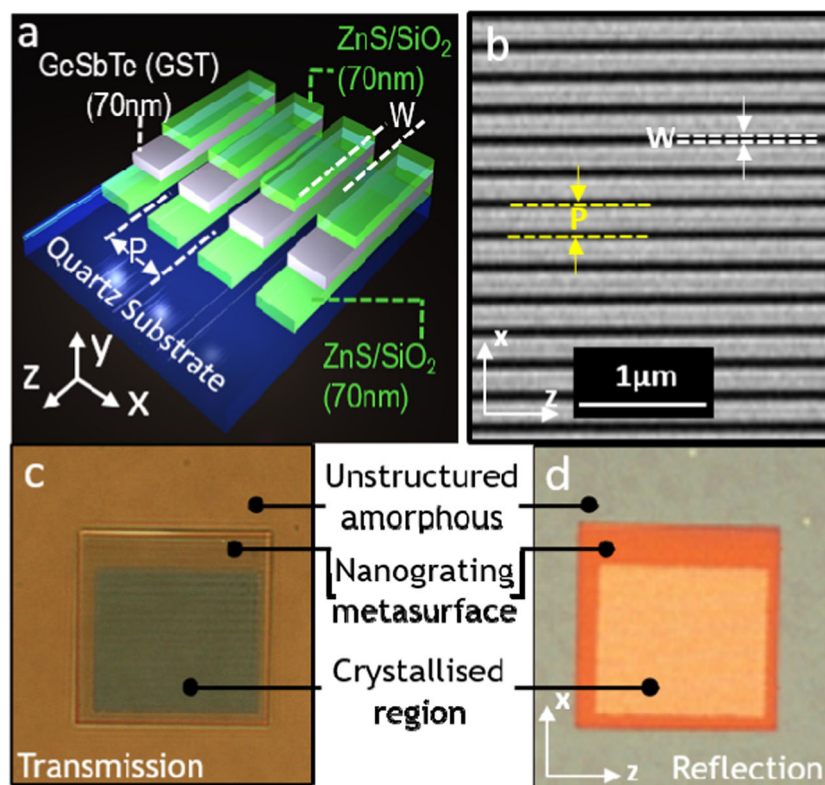 a
GeSbTe (GST)
(70nm)
ZnS/SiO₂
(70nm)
W
P
Quartz Substrate
ZnS/SiO₂
(70nm)
y
z
x
b
W
P
x
z
1μm
c
Transmission
Unstructured
amorphous
Nanograting
metasurface
Crystallised
region
d
x
z
Reflection